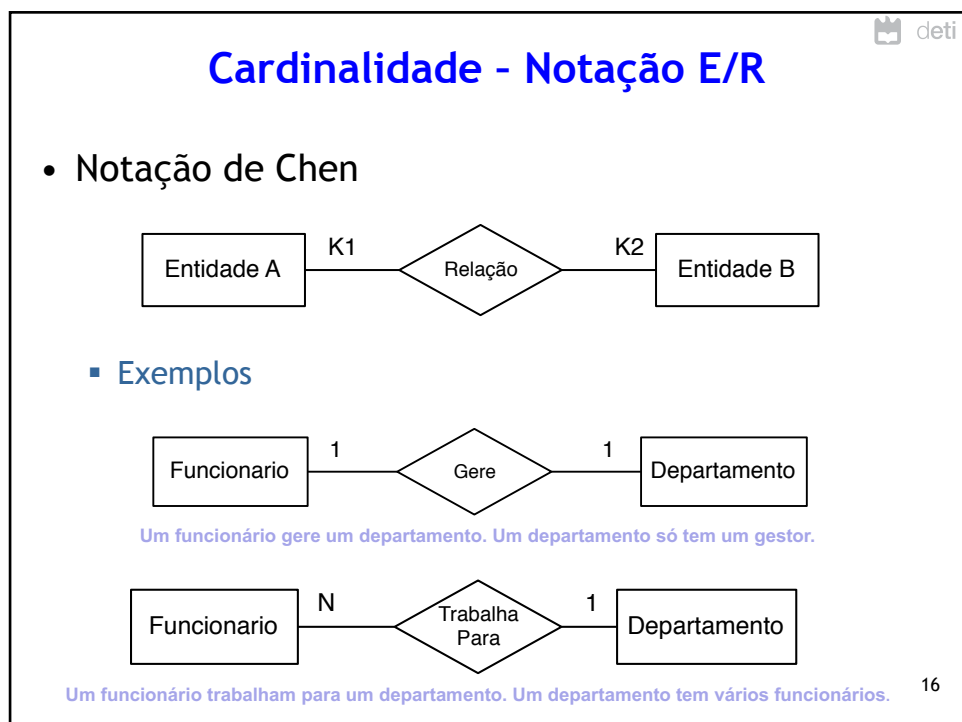 deti
Cardinalidade – Notação E/R
• Notação de Chen
Entidade A K1 Relação K2 Entidade B
▪ Exemplos
Funcionario 1 Gere 1 Departamento
Um funcionário gere um departamento. Um departamento só tem um gestor.
Funcionario N Trabalha Para 1 Departamento
Um funcionário trabalham para um departamento. Um departamento tem vários funcionários.
16